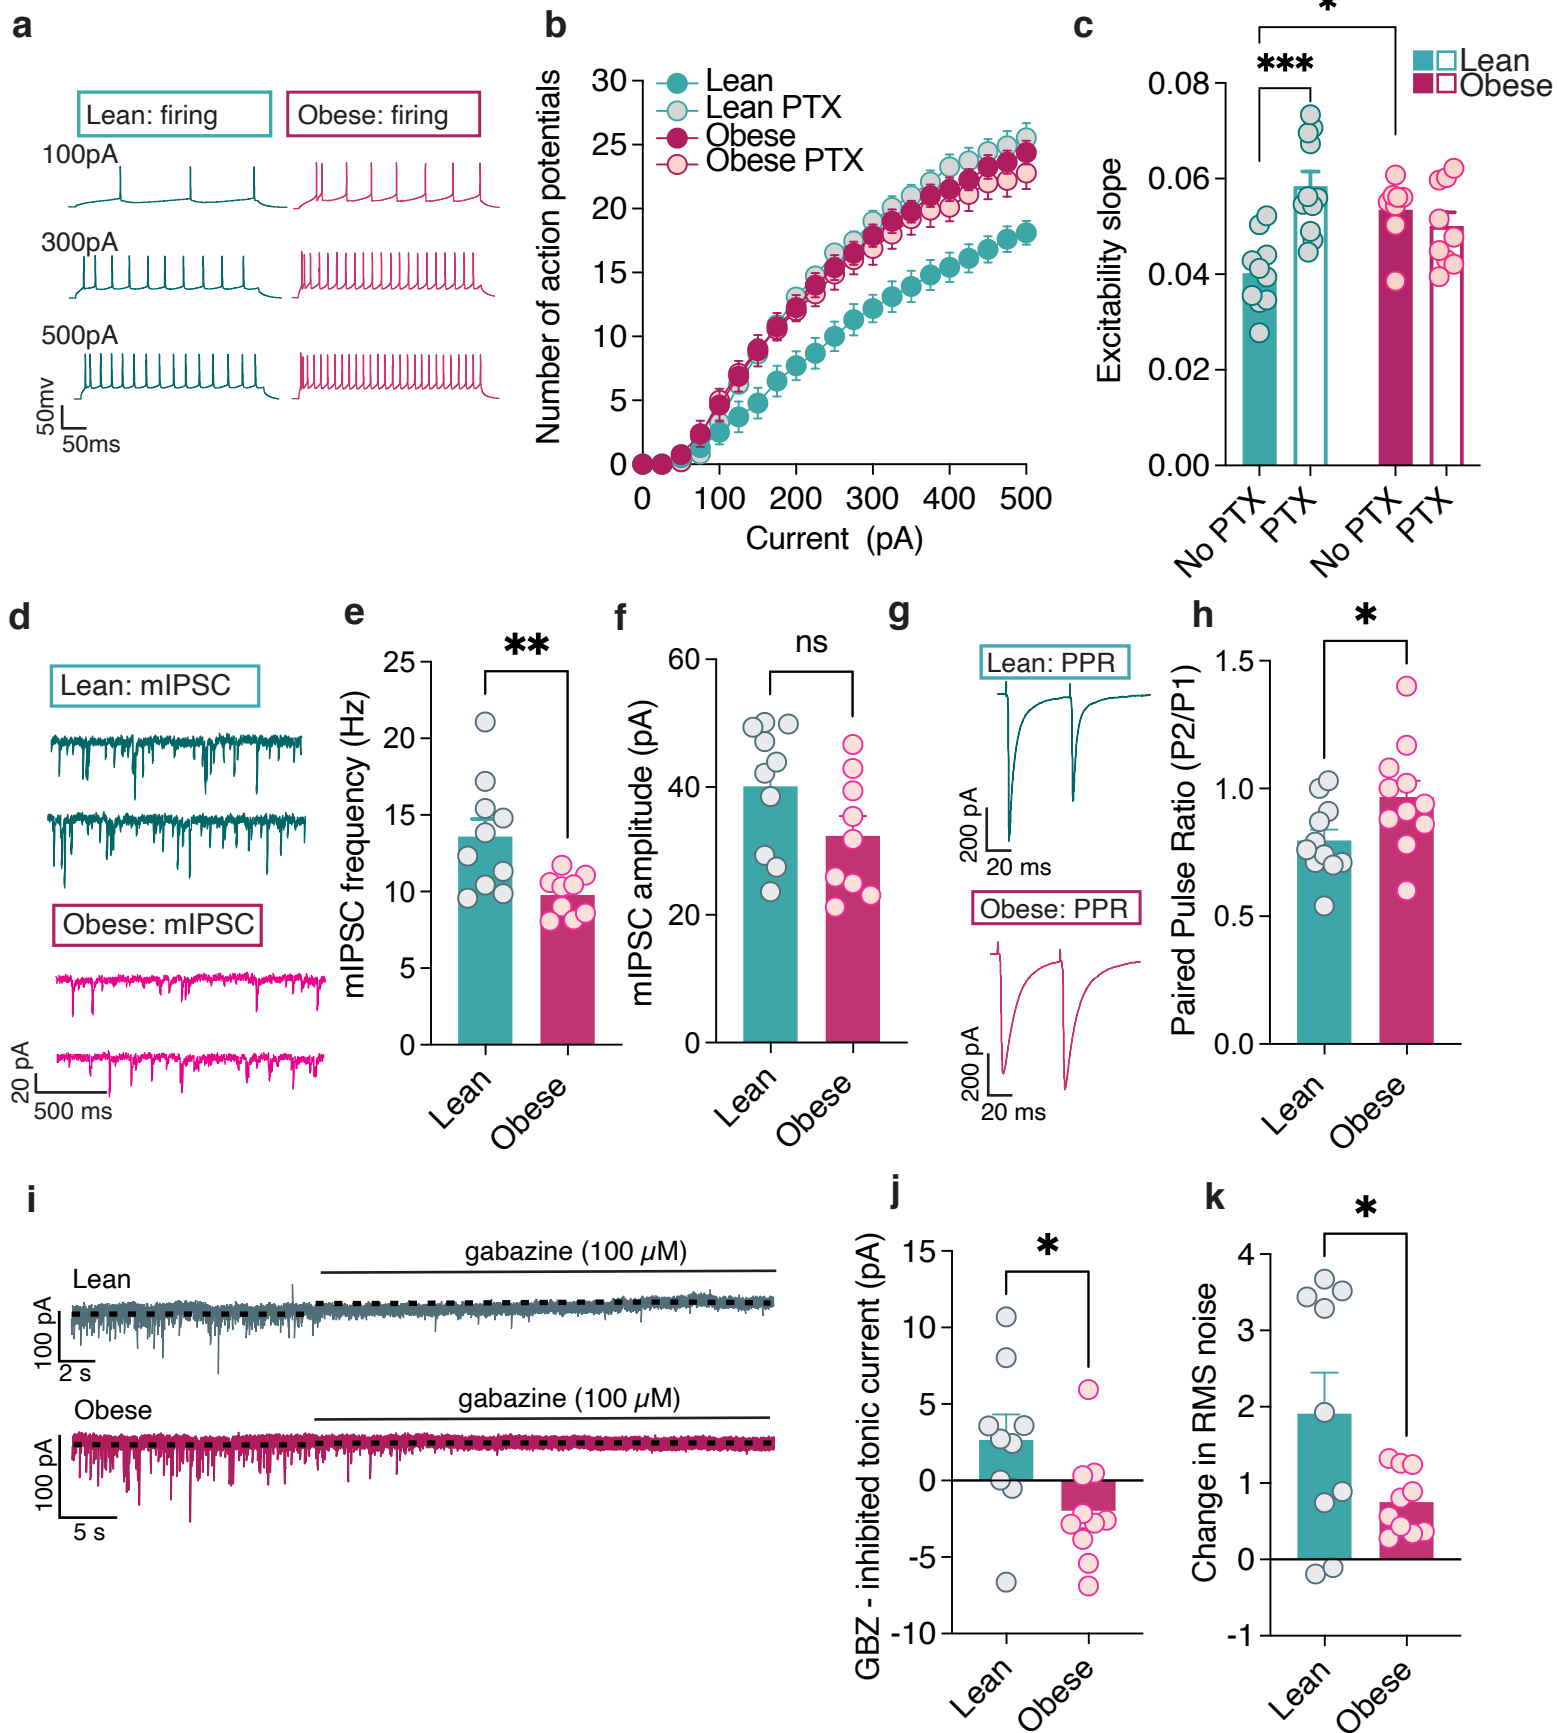 a
Lean: firing
Obese: firing
100pA
300pA
500pA
50mv
50ms
b
Number of action potentials
30
25
20
15
10
5
0
Lean
Lean PTX
Obese
Obese PTX
0 100 200 300 400 500
Current (pA)
c
*
***
Lean
Obese
Excitability slope
0.08
0.06
0.04
0.02
0.00
No PTX
PTX
No PTX
PTX
d
Lean: mIPSC
Obese: mIPSC
20 pA
500 ms
e
**
mIPSC frequency (Hz)
25
20
15
10
5
0
Lean
Obese
f
ns
mIPSC amplitude (pA)
60
40
20
0
Lean
Obese
g
Lean: PPR
200 pA
20 ms
Obese: PPR
200 pA
20 ms
h
*
Paired Pulse Ratio (P2/P1)
1.5
1.0
0.5
0.0
Lean
Obese
i
gabazine (100 µM)
Lean
100 pA
2 s
gabazine (100 µM)
Obese
100 pA
5 s
j
*
GBZ - inhibited tonic current (pA)
15
10
5
0
-5
-10
Lean
Obese
k
*
Change in RMS noise
4
3
2
1
0
-1
Lean
Obese